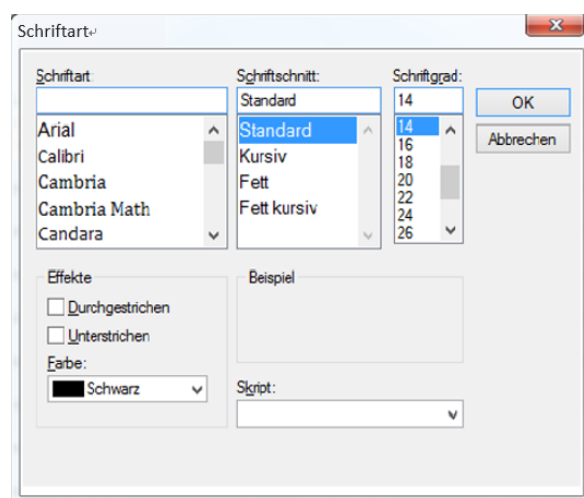 Schriftart
Schriftart:
Schriftschnitt:
Schriftgrad:
Standard
14
OK
Abbrechen
Arial
Calibri
Cambria
Cambria Math
Candara
Standard
Kursiv
Fett
Fett kursiv
14
16
18
20
22
24
26
Effekte
Durchgestrichen
Unterstrichen
Farbe:
Schwarz
Beispiel
Skript: